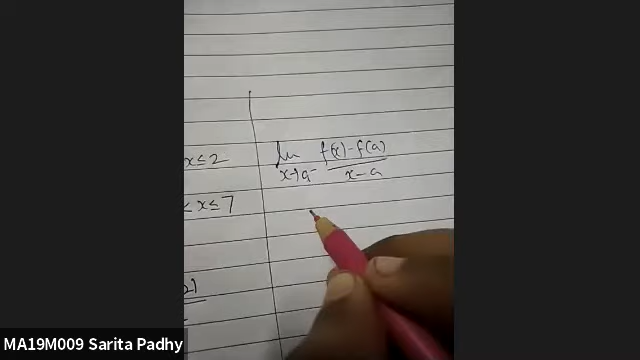 x ≤ 2
lim f(x) - f(a)
x→a⁻ x - a
< x ≤ 7
MA19M009 Sarita Padhy